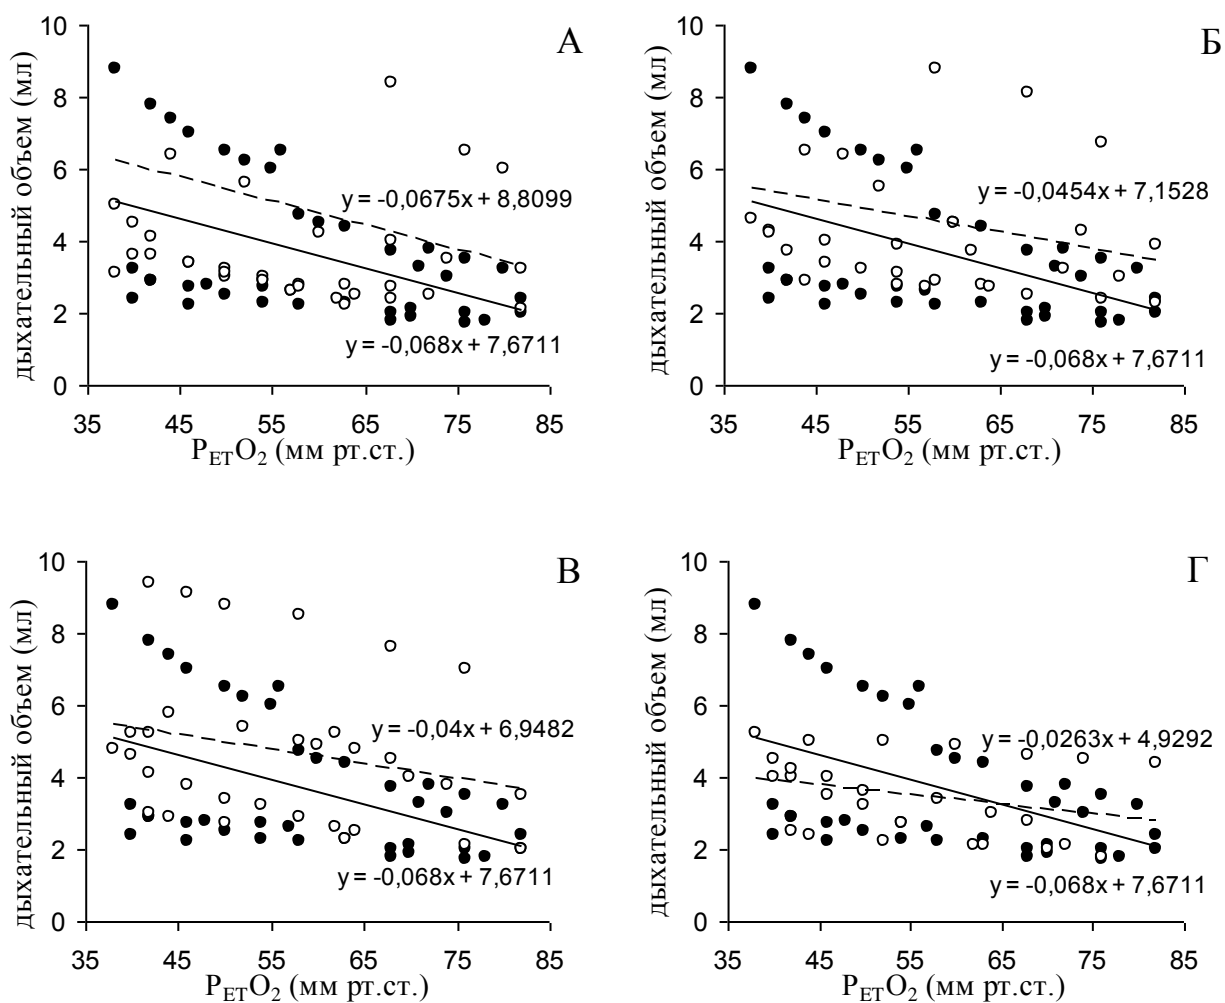 А
дыхательный объем (мл)
10
8
6
4
2
0
y = -0,0675x + 8,8099
y = -0,068x + 7,6711
35 45 55 65 75 85
PETO2 (мм рт.ст.)
Б
дыхательный объем (мл)
10
8
6
4
2
0
y = -0,0454x + 7,1528
y = -0,068x + 7,6711
35 45 55 65 75 85
PETO2 (мм рт.ст.)
В
дыхательный объем (мл)
10
8
6
4
2
0
y = -0,04x + 6,9482
y = -0,068x + 7,6711
35 45 55 65 75 85
PETO2 (мм рт.ст.)
Г
дыхательный объем (мл)
10
8
6
4
2
0
y = -0,0263x + 4,9292
y = -0,068x + 7,6711
35 45 55 65 75 85
PETO2 (мм рт.ст.)